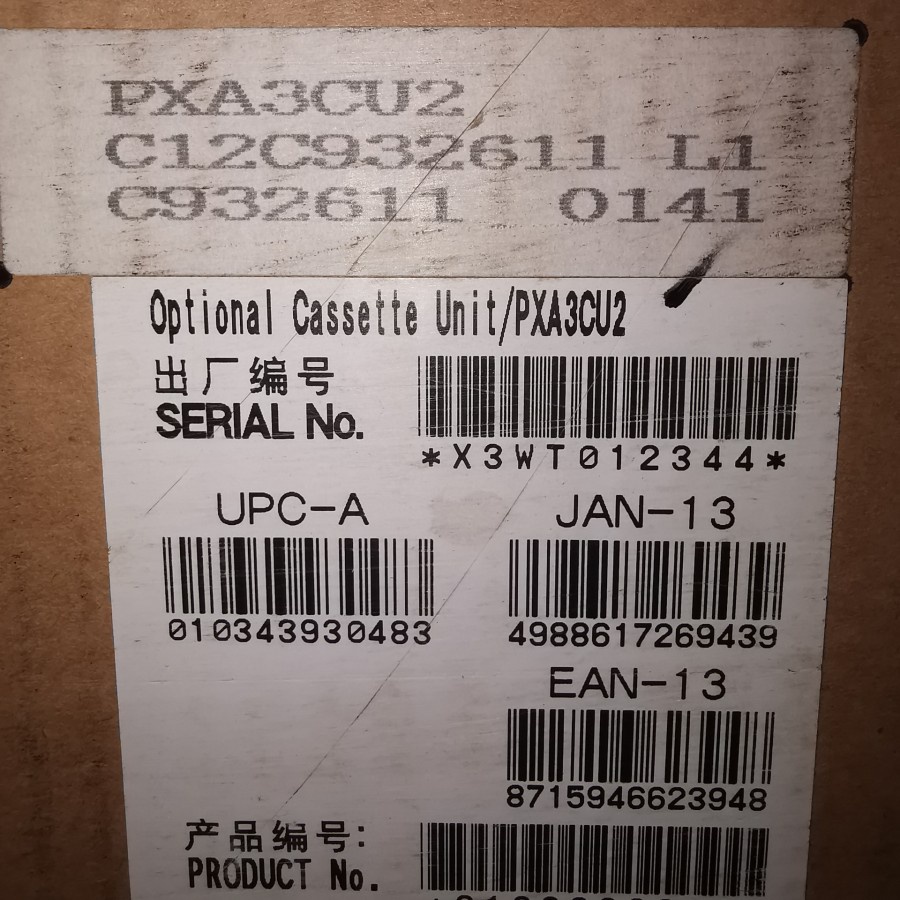 PXA3CU2
C12C932611 L1
C932611 0141
Optional Cassette Unit/PXA3CU2
出厂编号
SERIAL No.
*X3WT012344*
UPC-A
JAN-13
010343930483
4988617269439
EAN-13
8715946623948
产品编号:
PRODUCT No.